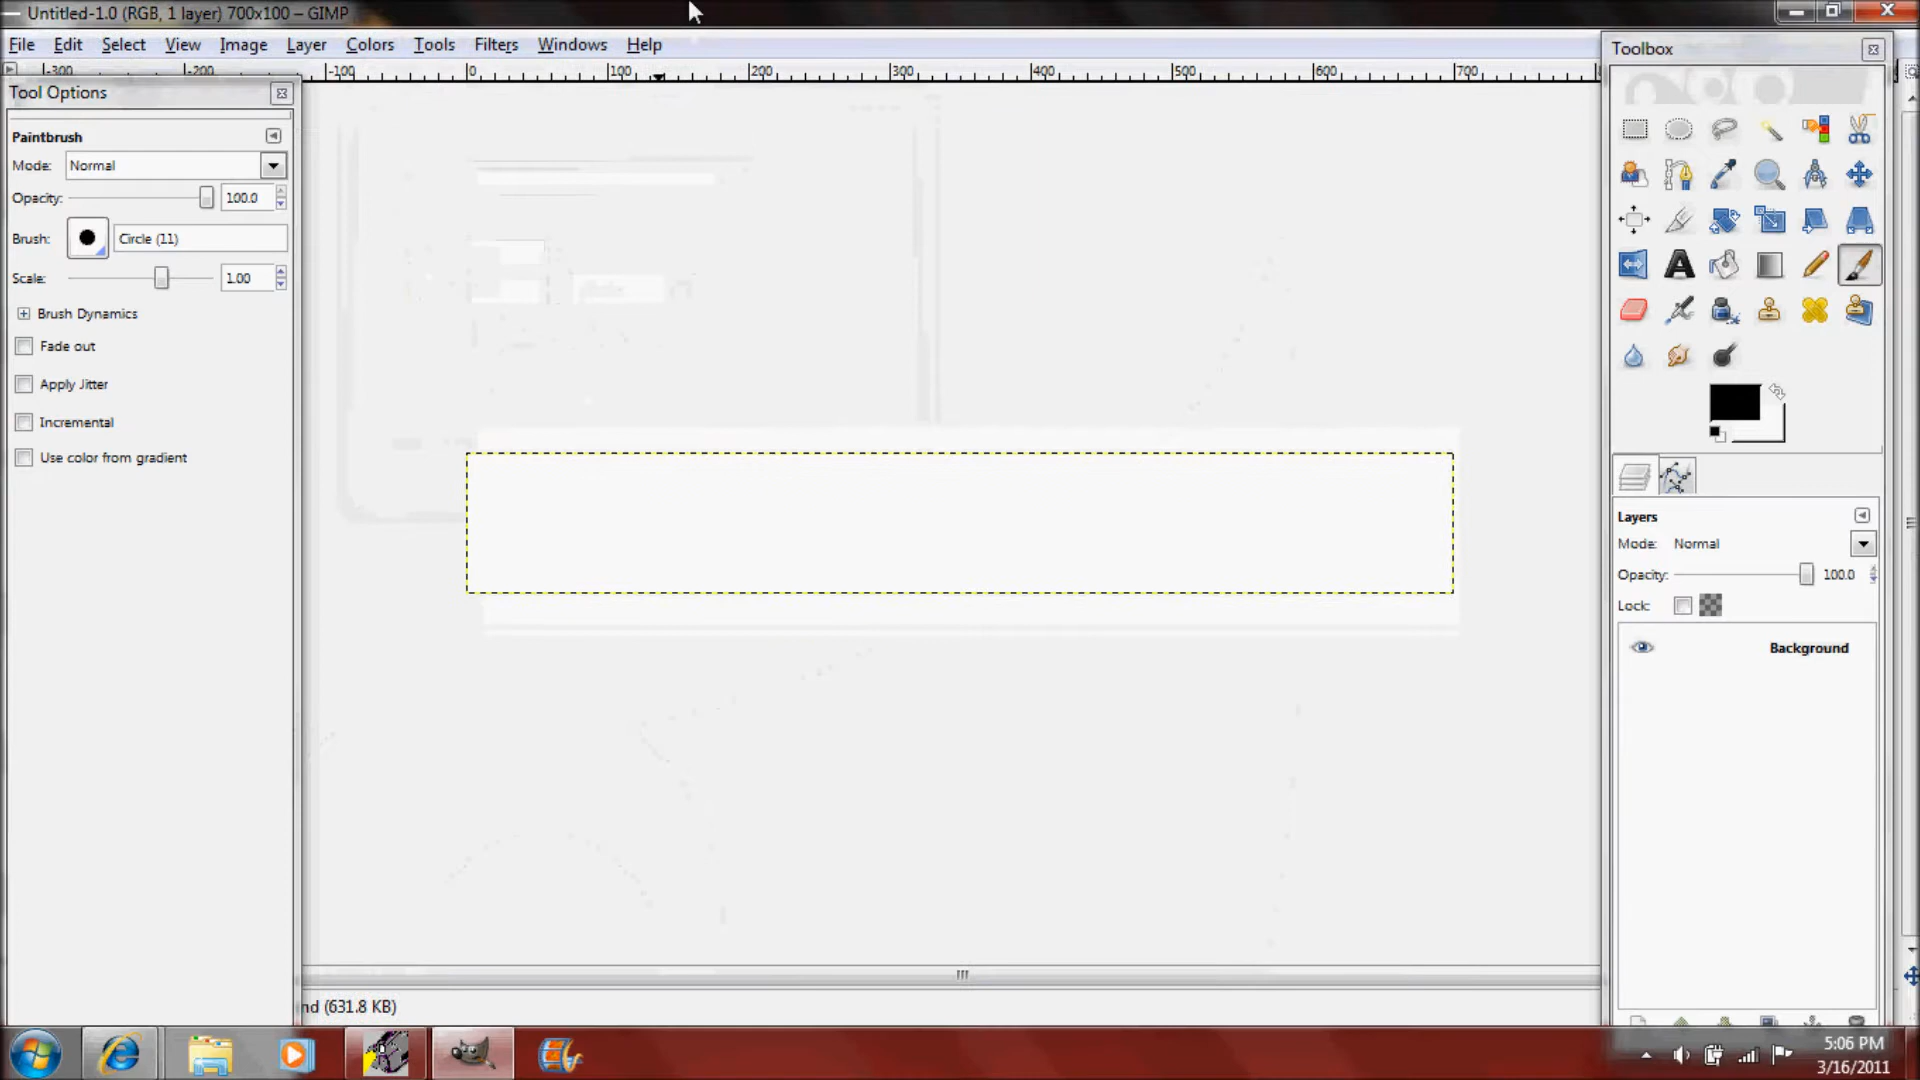 Untitled-1.0 (RGB, 1 layer) 700x100 – GIMP
File Edit Select View Image Layer Colors Tools Filters Windows Help
Toolbox
-300 -200 -100 0 100 200 300 400 500 600 700
Tool Options
Paintbrush
Mode: Normal
Opacity: 100.0
Brush: Circle (11)
Scale: 1.00
Brush Dynamics
Fade out
Apply Jitter
Incremental
Use color from gradient
Layers
Mode: Normal
Opacity: 100.0
Lock:
Background
nd (631.8 KB)
5:06 PM
3/16/2011